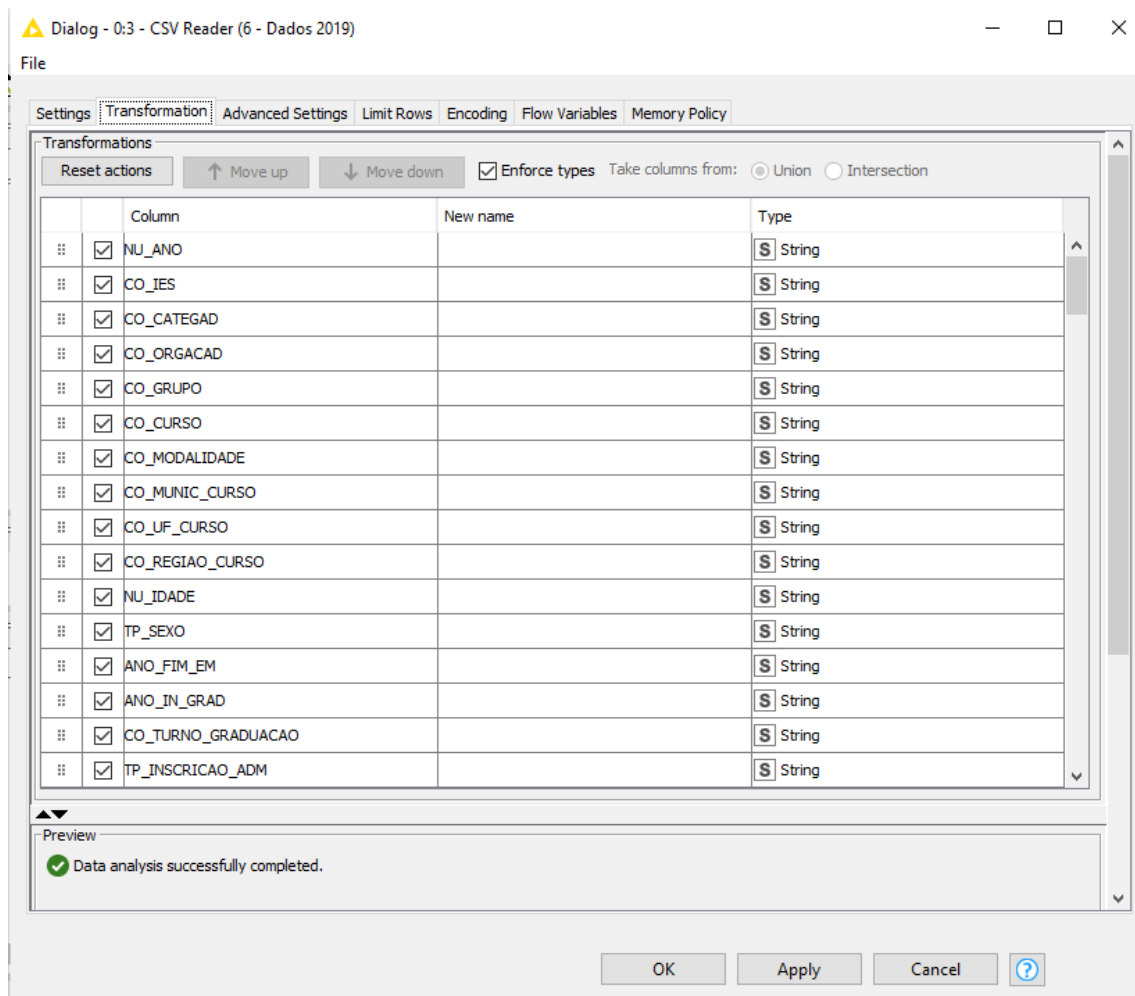 Dialog - 0:3 - CSV Reader (6 - Dados 2019)
File
Settings Transformation Advanced Settings Limit Rows Encoding Flow Variables Memory Policy
Transformations
Reset actions Move up Move down Enforce types Take columns from: Union Intersection
Column New name Type
NU_ANO S String
CO_IES S String
CO_CATEGAD S String
CO_ORGACAD S String
CO_GRUPO S String
CO_CURSO S String
CO_MODALIDADE S String
CO_MUNIC_CURSO S String
CO_UF_CURSO S String
CO_REGIAO_CURSO S String
NU_IDADE S String
TP_SEXO S String
ANO_FIM_EM S String
ANO_IN_GRAD S String
CO_TURNO_GRADUACAO S String
TP_INSCRICAO_ADM S String
Preview
Data analysis successfully completed.
OK Apply Cancel ?